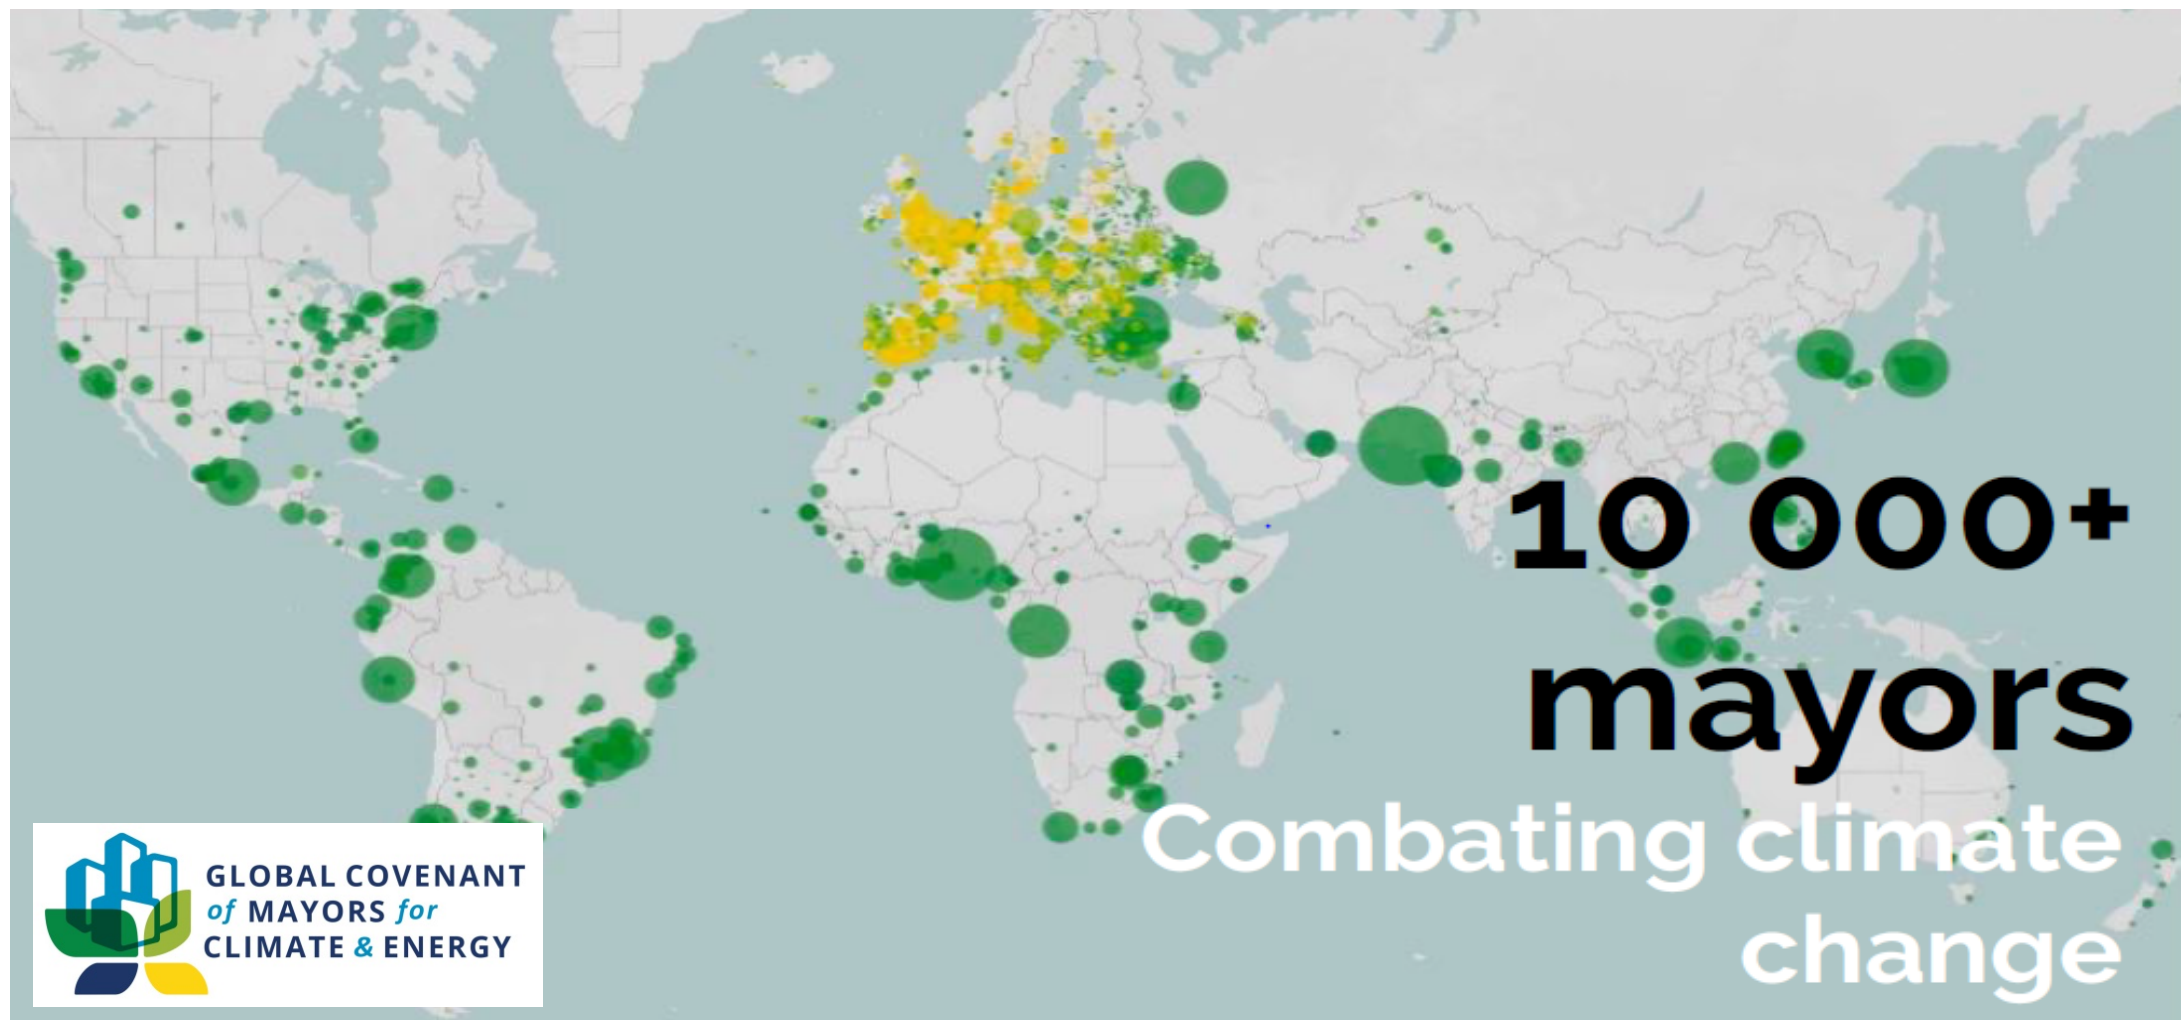 10 000+
mayors
Combating climate
change
GLOBAL COVENANT
of MAYORS for
CLIMATE & ENERGY